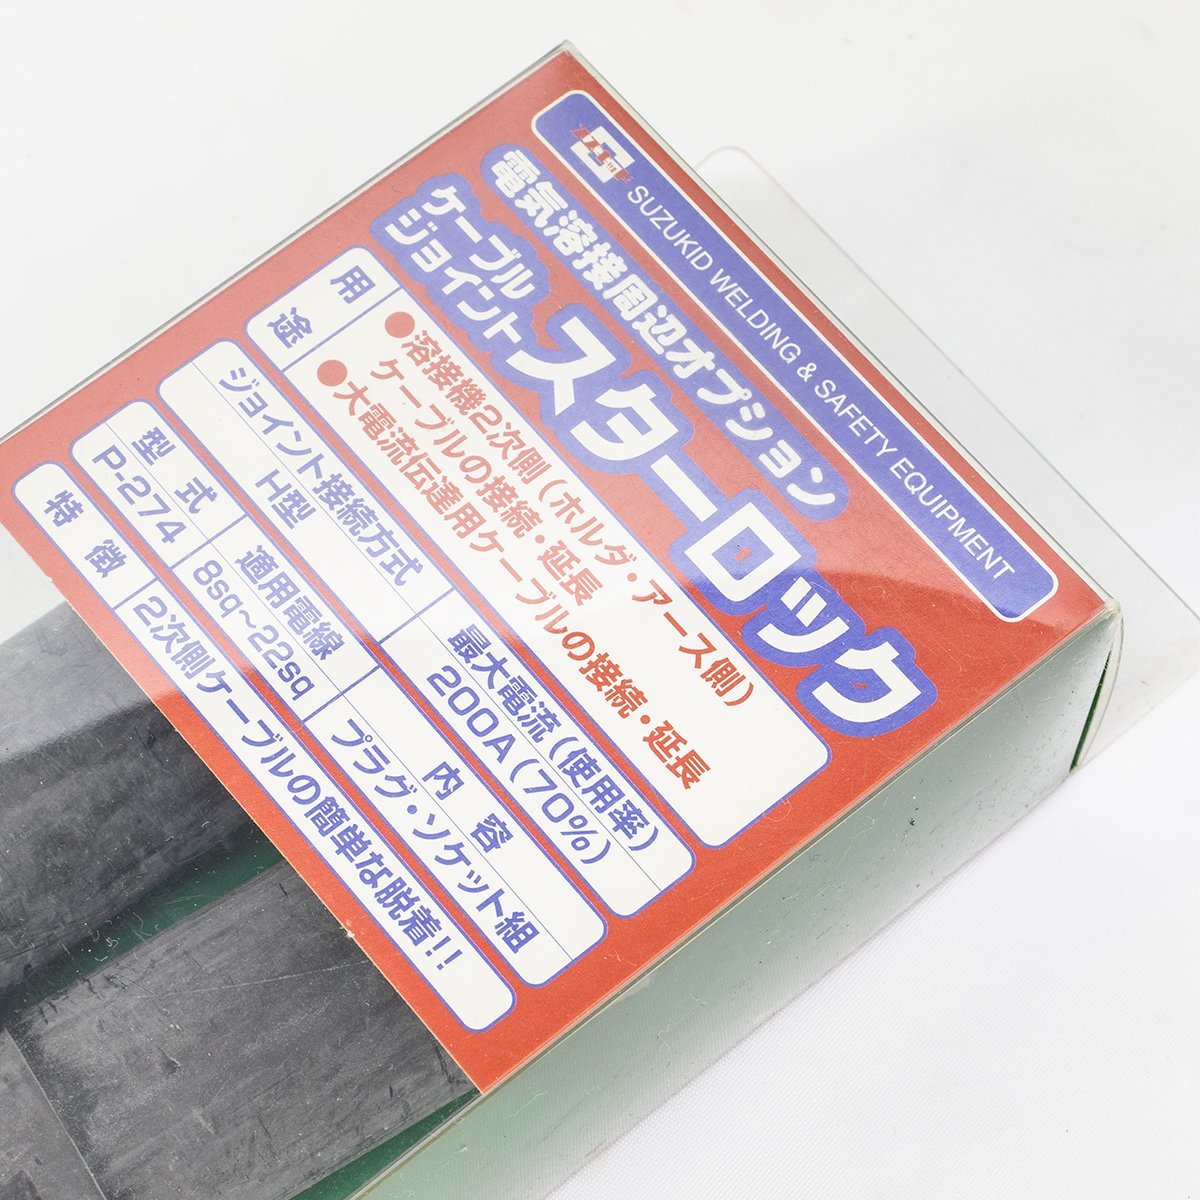 SUZUKID WELDING & SAFETY EQUIPMENT
電気溶接周辺オプション
ケーブル
ジョイント
スターロック
用途
●溶接機2次側(ホルダ・アース側)
ケーブルの接続・延長
●大電流伝達用ケーブルの接続・延長
ジョイント接続方式 最大電流(使用率)
H型 200A(70%)
型式 適用電線 内容
P-274 8sq～22sq プラグ・ソケット組
特徴 2次側ケーブルの簡単な脱着!!